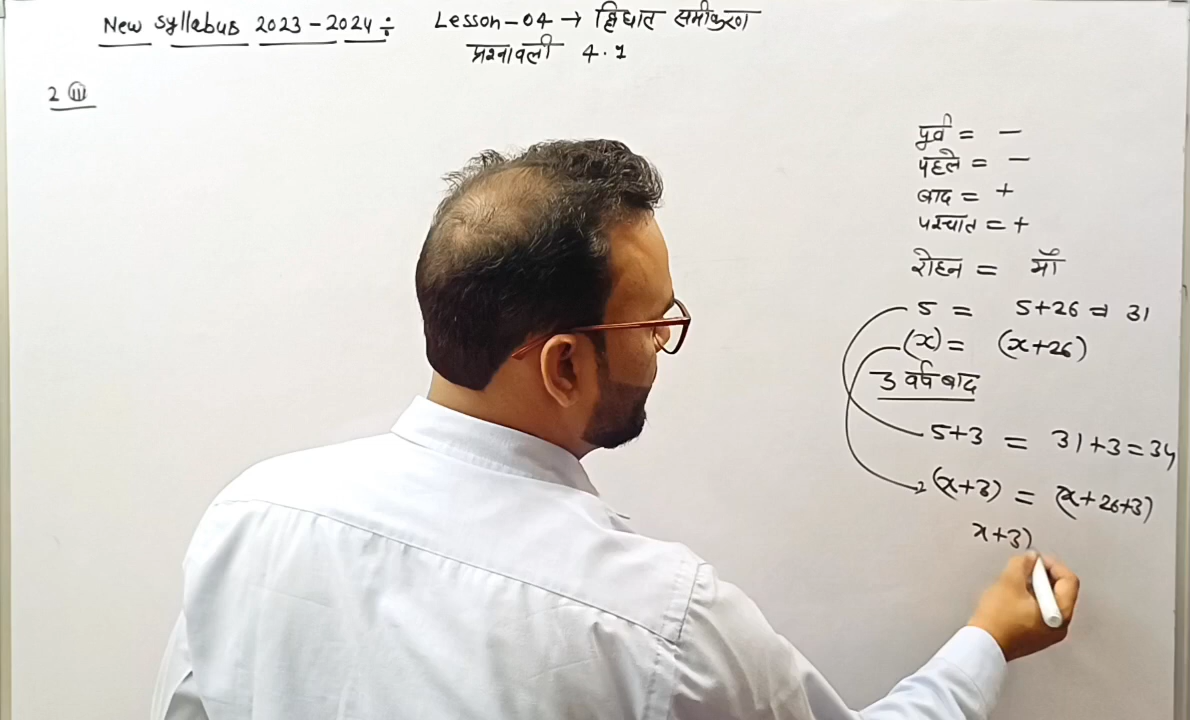 New Syllabus 2023-2024 ÷ Lesson-04 → द्विघात समीकरण
प्रश्नावली 4.1
2 (iii)
पूर्व = -
पहले = -
बाद = +
पश्चात = +
रोहन = माँ
5 = 5+26 = 31
(x) = (x+26)
3 वर्ष बाद
5+3 = 31+3=34
(x+3) = (x+26+3)
x+3)